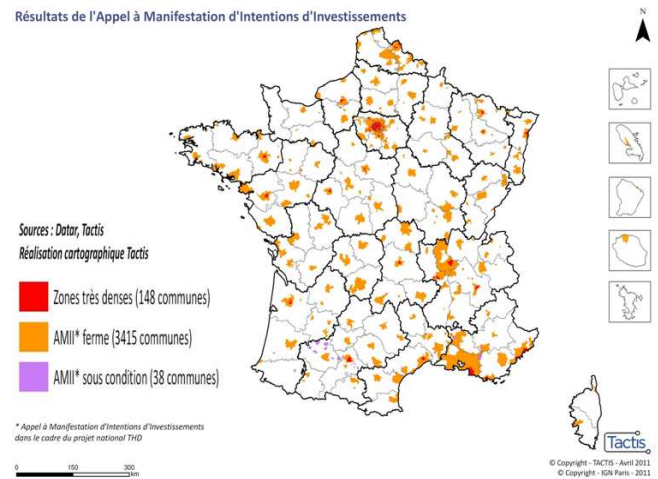 Résultats de l'Appel à Manifestation d'Intentions d'Investissements
N
Sources : Datar, Tactis
Réalisation cartographique Tactis
Zones très denses (148 communes)
AMII* ferme (3415 communes)
AMII* sous condition (38 communes)
* Appel à Manifestation d'Intentions d'Investissements
dans le cadre du projet national THD
0 150 300
km
Tactis
© Copyright - TACTIS - Avril 2011
© Copyright - IGN Paris - 2011